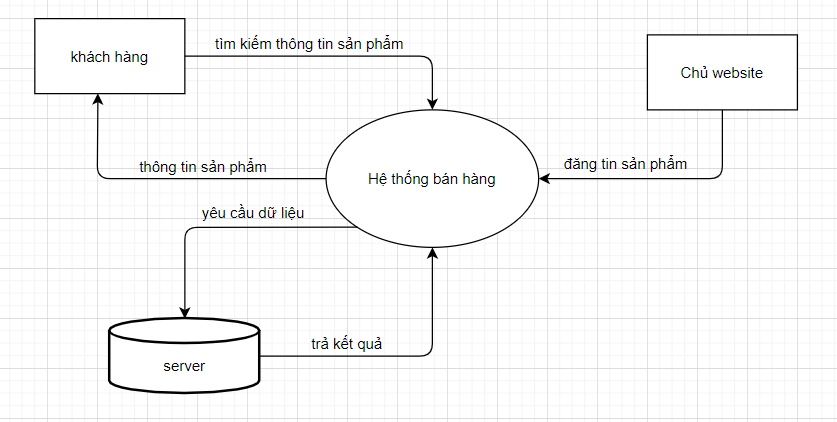 tìm kiếm thông tin sản phẩm
khách hàng
Chủ website
thông tin sản phẩm
Hệ thống bán hàng
đăng tin sản phẩm
yêu cầu dữ liệu
trả kết quả
server